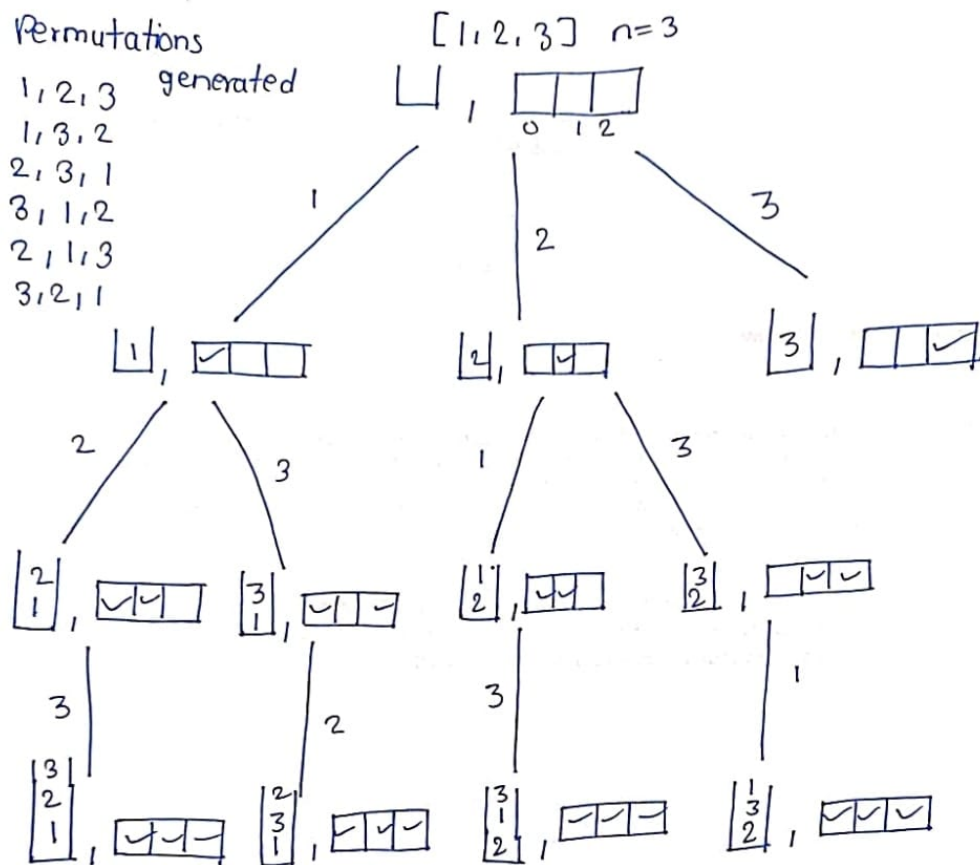 Permutations generated
1,2,3
1,3,2
2,3,1
3,1,2
2,1,3
3,2,1
[1,2,3] n=3
,
0 1 2
1 2 3
1 , ✓
2 , ✓
3 , ✓
2 3 1 3
2
1 , ✓✓
3
1 , ✓ ✓
1
2 , ✓✓
3
2 , ✓✓
3 2 3 1
3
2
1 , ✓✓✓
2
3
1 , ✓✓✓
3
1
2 , ✓✓✓
1
3
2 , ✓✓✓